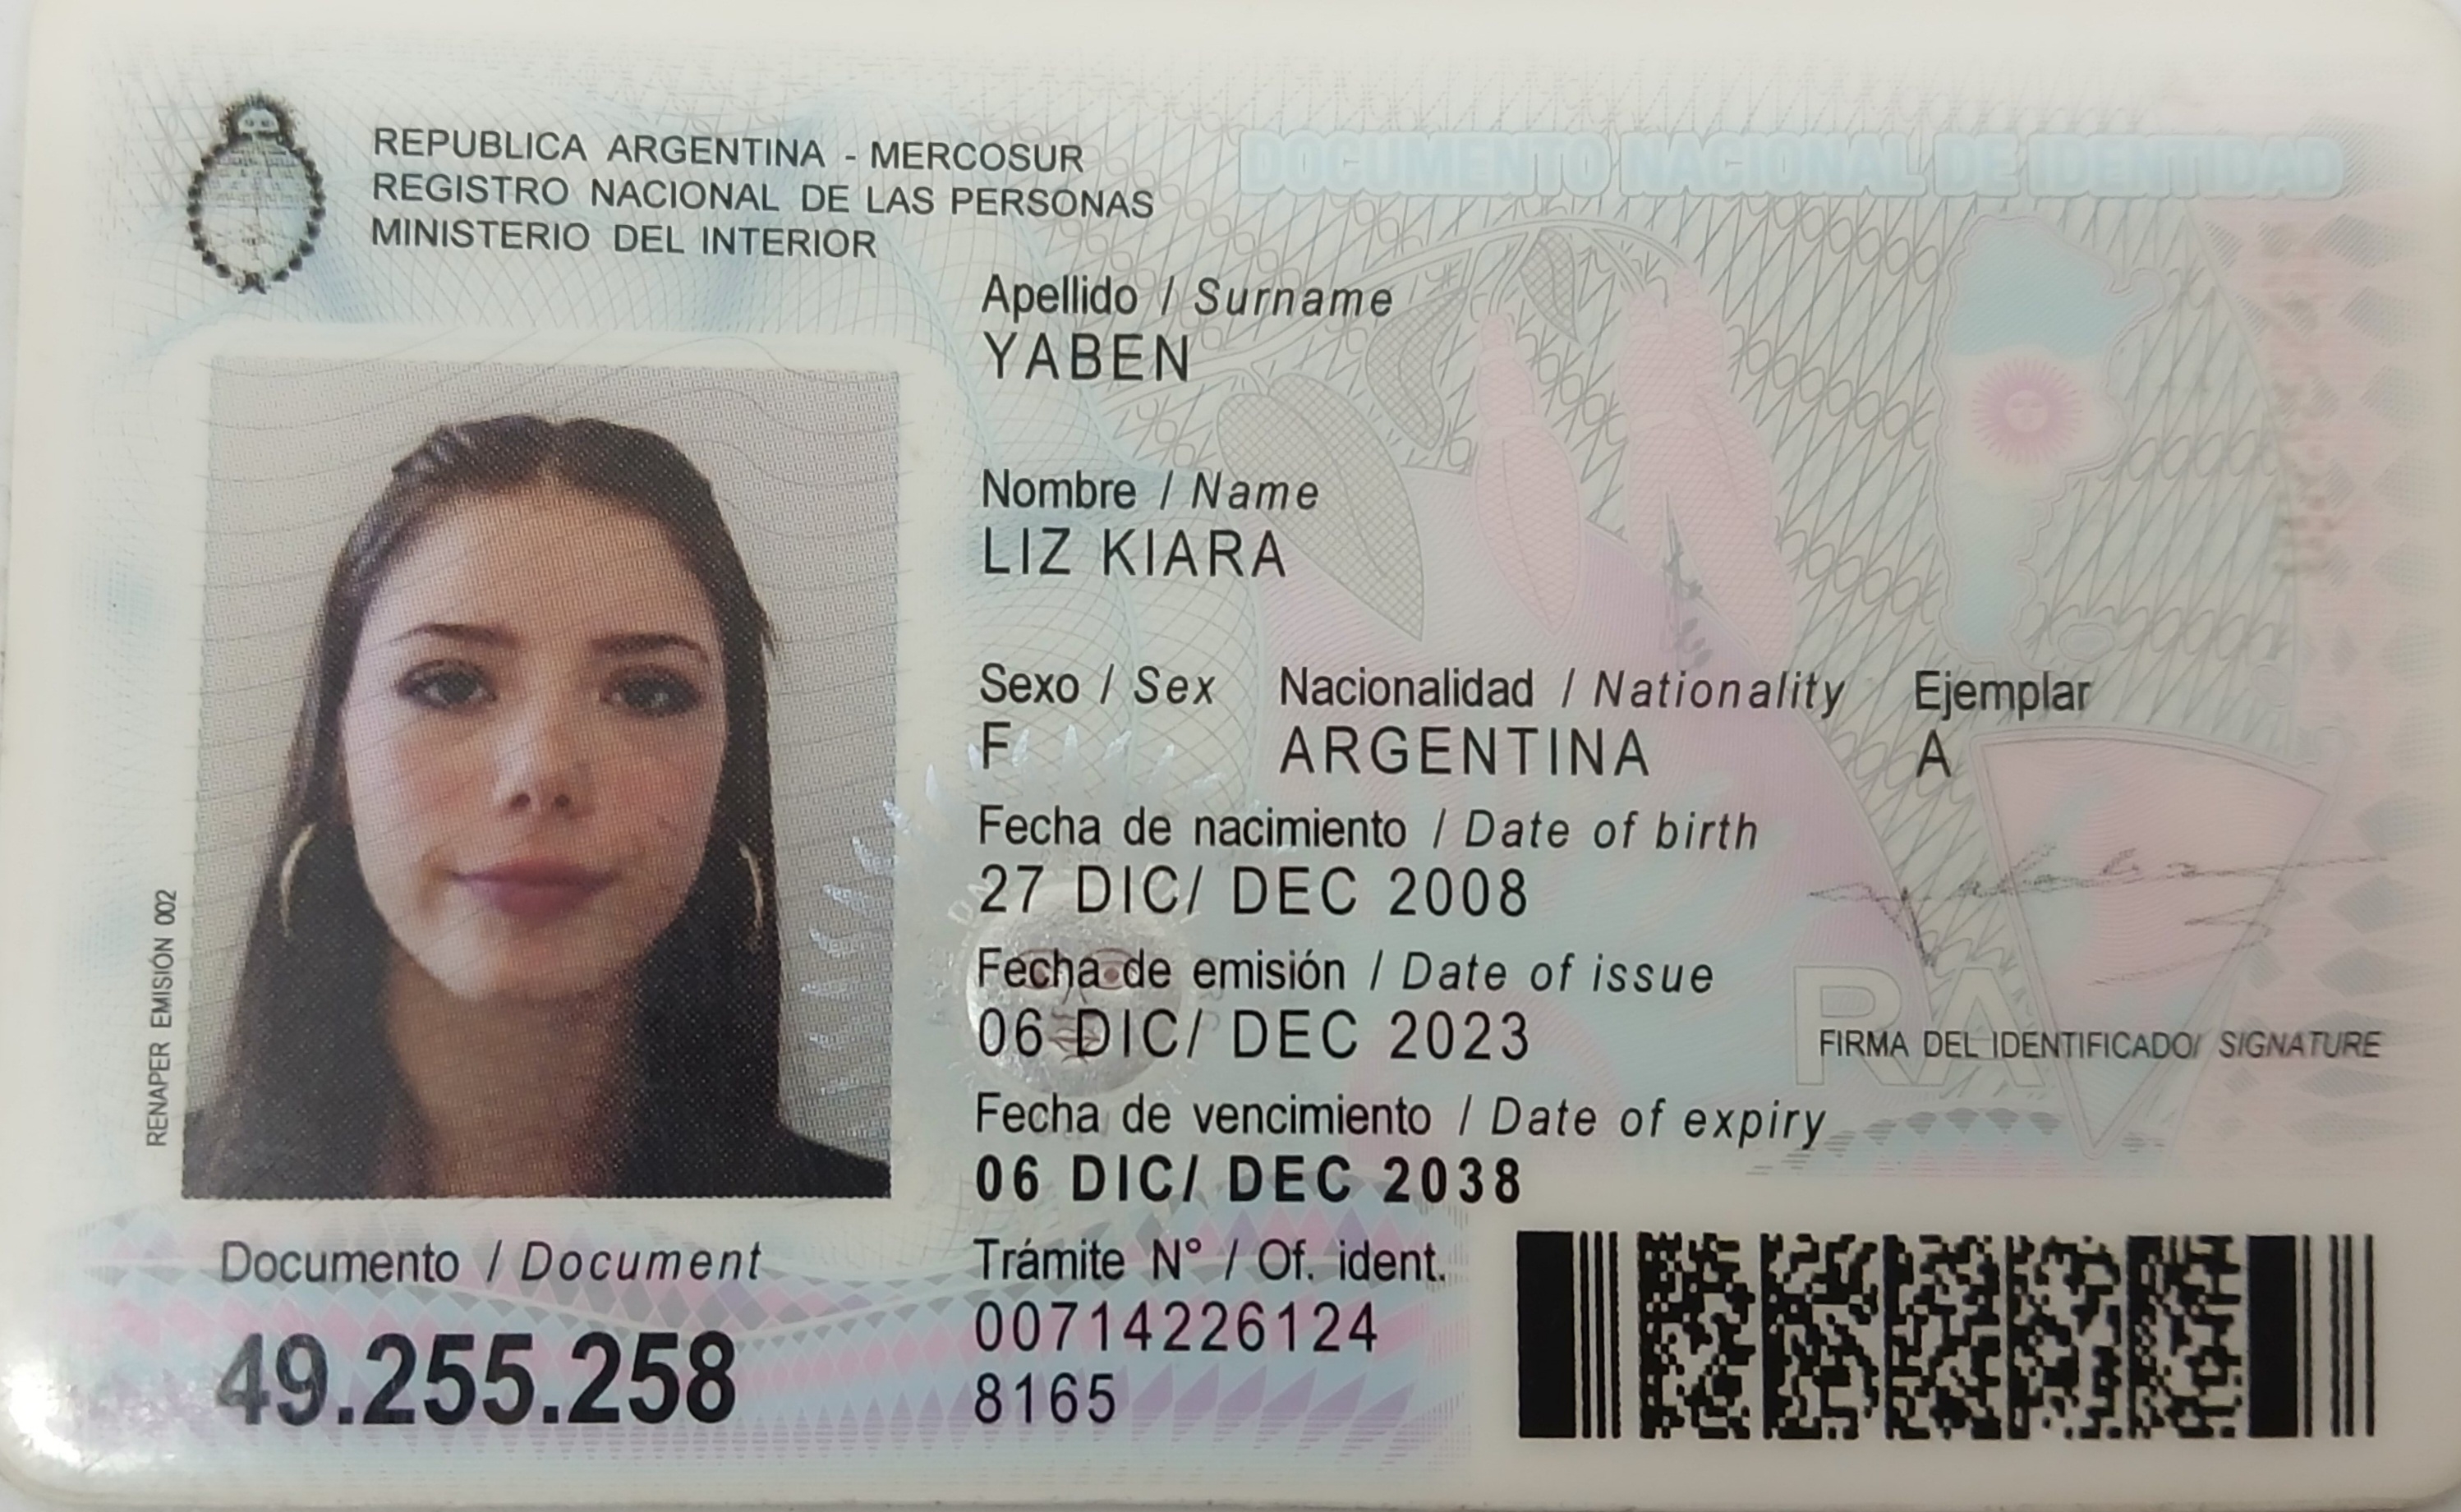 REPUBLICA ARGENTINA - MERCOSUR
REGISTRO NACIONAL DE LAS PERSONAS
MINISTERIO DEL INTERIOR
DOCUMENTO NACIONAL DE IDENTIDAD
Apellido / Surname
YABEN
Nombre / Name
LIZ KIARA
Sexo / Sex Nacionalidad / Nationality Ejemplar
F ARGENTINA A
Fecha de nacimiento / Date of birth
27 DIC/ DEC 2008
Fecha de emisión / Date of issue
06 DIC/ DEC 2023
RA
FIRMA DEL IDENTIFICADO/ SIGNATURE
Fecha de vencimiento / Date of expiry
06 DIC/ DEC 2038
RENAPER EMISIÓN 002
Documento / Document
49.255.258
Trámite N° / Of. ident.
00714226124
8165